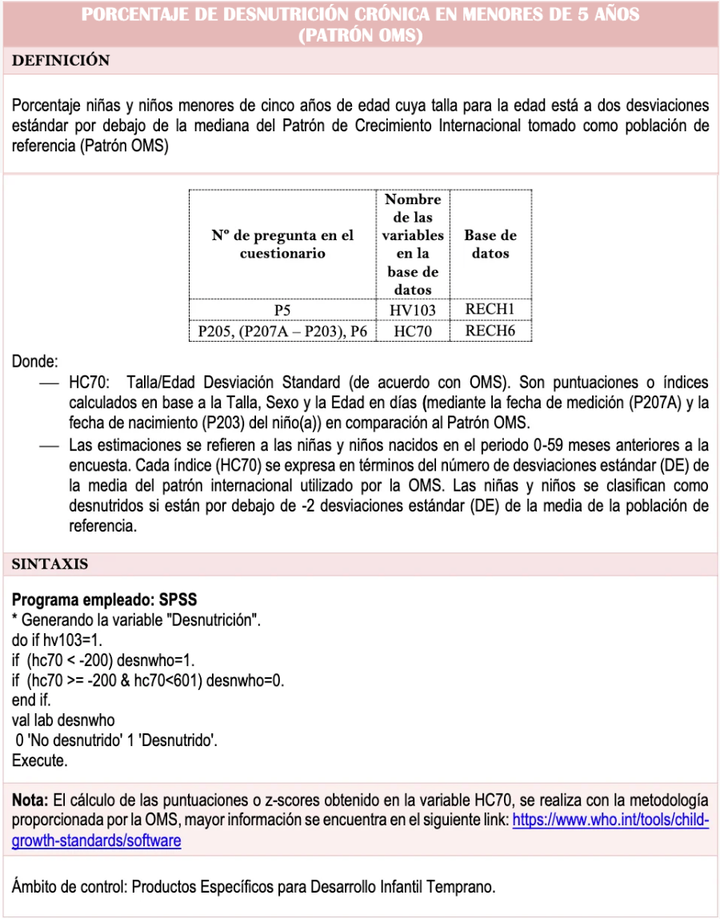 PORCENTAJE DE DESNUTRICIÓN CRÓNICA EN MENORES DE 5 AÑOS
(PATRÓN OMS)
DEFINICIÓN
Porcentaje niñas y niños menores de cinco años de edad cuya talla para la edad está a dos desviaciones
estándar por debajo de la mediana del Patrón de Crecimiento Internacional tomado como población de
referencia (Patrón OMS)
Nº de pregunta en el cuestionario | Nombre de las variables en la base de datos | Base de datos
P5 | HV103 | RECH1
P205, (P207A – P203), P6 | HC70 | RECH6
Donde:
— HC70: Talla/Edad Desviación Standard (de acuerdo con OMS). Son puntuaciones o índices
calculados en base a la Talla, Sexo y la Edad en días (mediante la fecha de medición (P207A) y la
fecha de nacimiento (P203) del niño(a)) en comparación al Patrón OMS.
— Las estimaciones se refieren a las niñas y niños nacidos en el periodo 0-59 meses anteriores a la
encuesta. Cada índice (HC70) se expresa en términos del número de desviaciones estándar (DE) de
la media del patrón internacional utilizado por la OMS. Las niñas y niños se clasifican como
desnutridos si están por debajo de -2 desviaciones estándar (DE) de la media de la población de
referencia.
SINTAXIS
Programa empleado: SPSS
* Generando la variable "Desnutrición".
do if hv103=1.
if (hc70 < -200) desnwho=1.
if (hc70 >= -200 & hc70<601) desnwho=0.
end if.
val lab desnwho
0 'No desnutrido' 1 'Desnutrido'.
Execute.
Nota: El cálculo de las puntuaciones o z-scores obtenido en la variable HC70, se realiza con la metodología
proporcionada por la OMS, mayor información se encuentra en el siguiente link: https://www.who.int/tools/child-
growth-standards/software
Ámbito de control: Productos Específicos para Desarrollo Infantil Temprano.